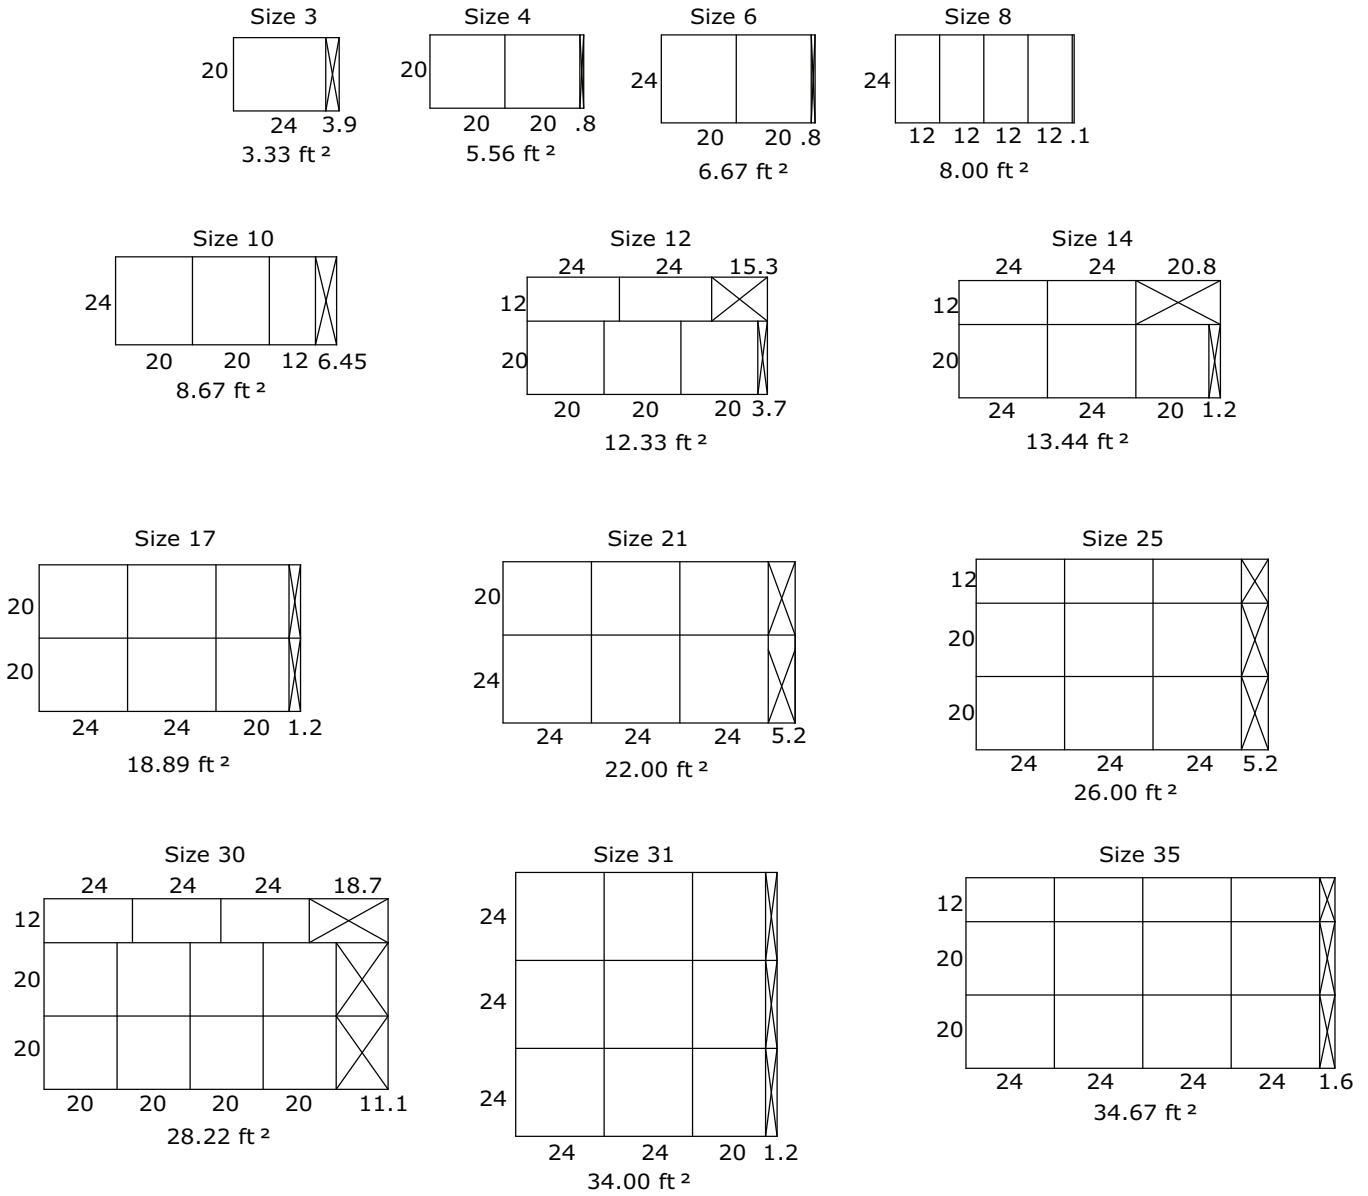 Size 3
20
24 3.9
3.33 ft ²
Size 4
20
20 20 .8
5.56 ft ²
Size 6
24
20 20 .8
6.67 ft ²
Size 8
24
12 12 12 12 .1
8.00 ft ²
Size 10
24
20 20 12 6.45
8.67 ft ²
Size 12
24 24 15.3
12
20
20 20 20 3.7
12.33 ft ²
Size 14
24 24 20.8
12
20
24 24 20 1.2
13.44 ft ²
Size 17
20
20
24 24 20 1.2
18.89 ft ²
Size 21
20
24
24 24 24 5.2
22.00 ft ²
Size 25
12
20
20
24 24 24 5.2
26.00 ft ²
Size 30
24 24 24 18.7
12
20
20
20 20 20 20 11.1
28.22 ft ²
Size 31
24
24
24
24 24 20 1.2
34.00 ft ²
Size 35
12
20
20
24 24 24 24 1.6
34.67 ft ²